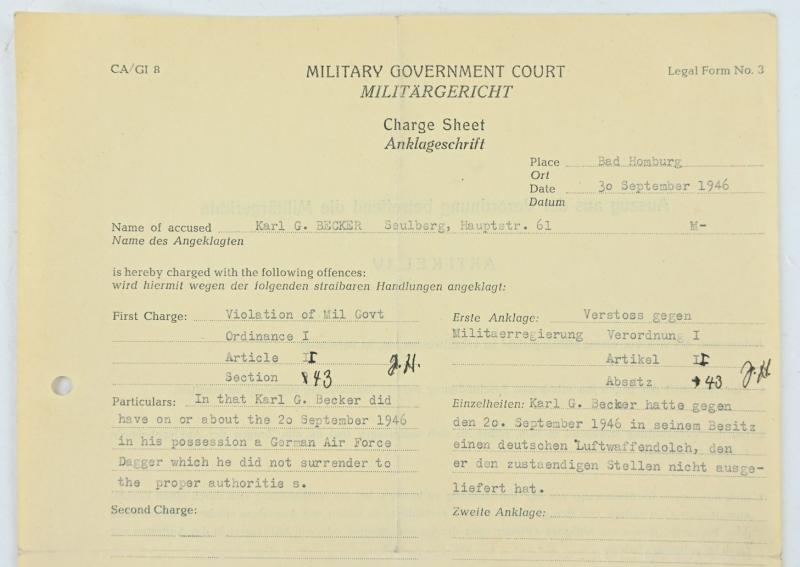 CA/GI 8
MILITARY GOVERNMENT COURT
Legal Form No. 3
MILITÄRGERICHT
Charge Sheet
Anklageschrift
Place Bad Homburg
Ort
Date 30 September 1946
Datum
Name of accused Karl G. BECKER Seulberg, Hauptstr. 61 M-
Name des Angeklagten
is hereby charged with the following offences:
wird hiermit wegen der folgenden straibaren Handlungen angeklagt:
First Charge: Violation of Mil Govt
Ordinance I
Article II J.H.
Section 43
Particulars: In that Karl G. Becker did
have on or about the 20 September 1946
in his possession a German Air Force
Dagger which he did not surrender to
the proper authoritie s.
Second Charge:
Erste Anklage: Verstoss gegen
Militaerregierung Verordnung I
Artikel II
Absatz 43 J.H
Einzelheiten: Karl G. Becker hatte gegen
den 20. September 1946 in seinem Besitz
einen deutschen Luftwaffendolch, den
er den zustaendigen Stellen nicht ausge-
liefert hat.
Zweite Anklage: